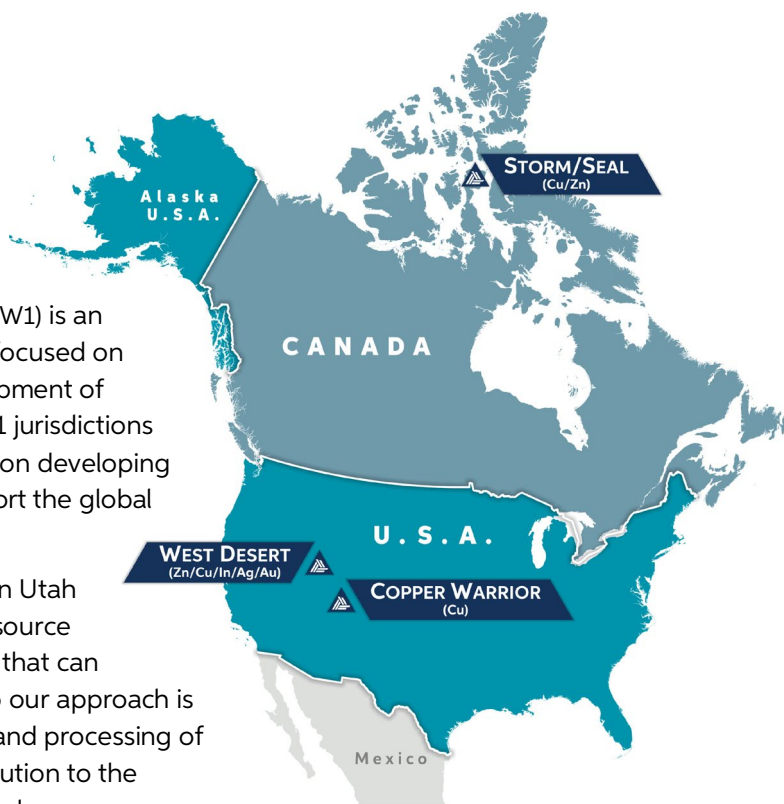 STORM/SEAL
(Cu/Zn)
Alaska
U.S.A.
CANADA
W1) is an
focused on
pment of
1 jurisdictions
on developing
ort the global
U.S.A.
WEST DESERT
(Zn/Cu/In/Ag/Au)
COPPER WARRIOR
(Cu)
n Utah
source
that can
our approach is
and processing of
ution to the
Mexico